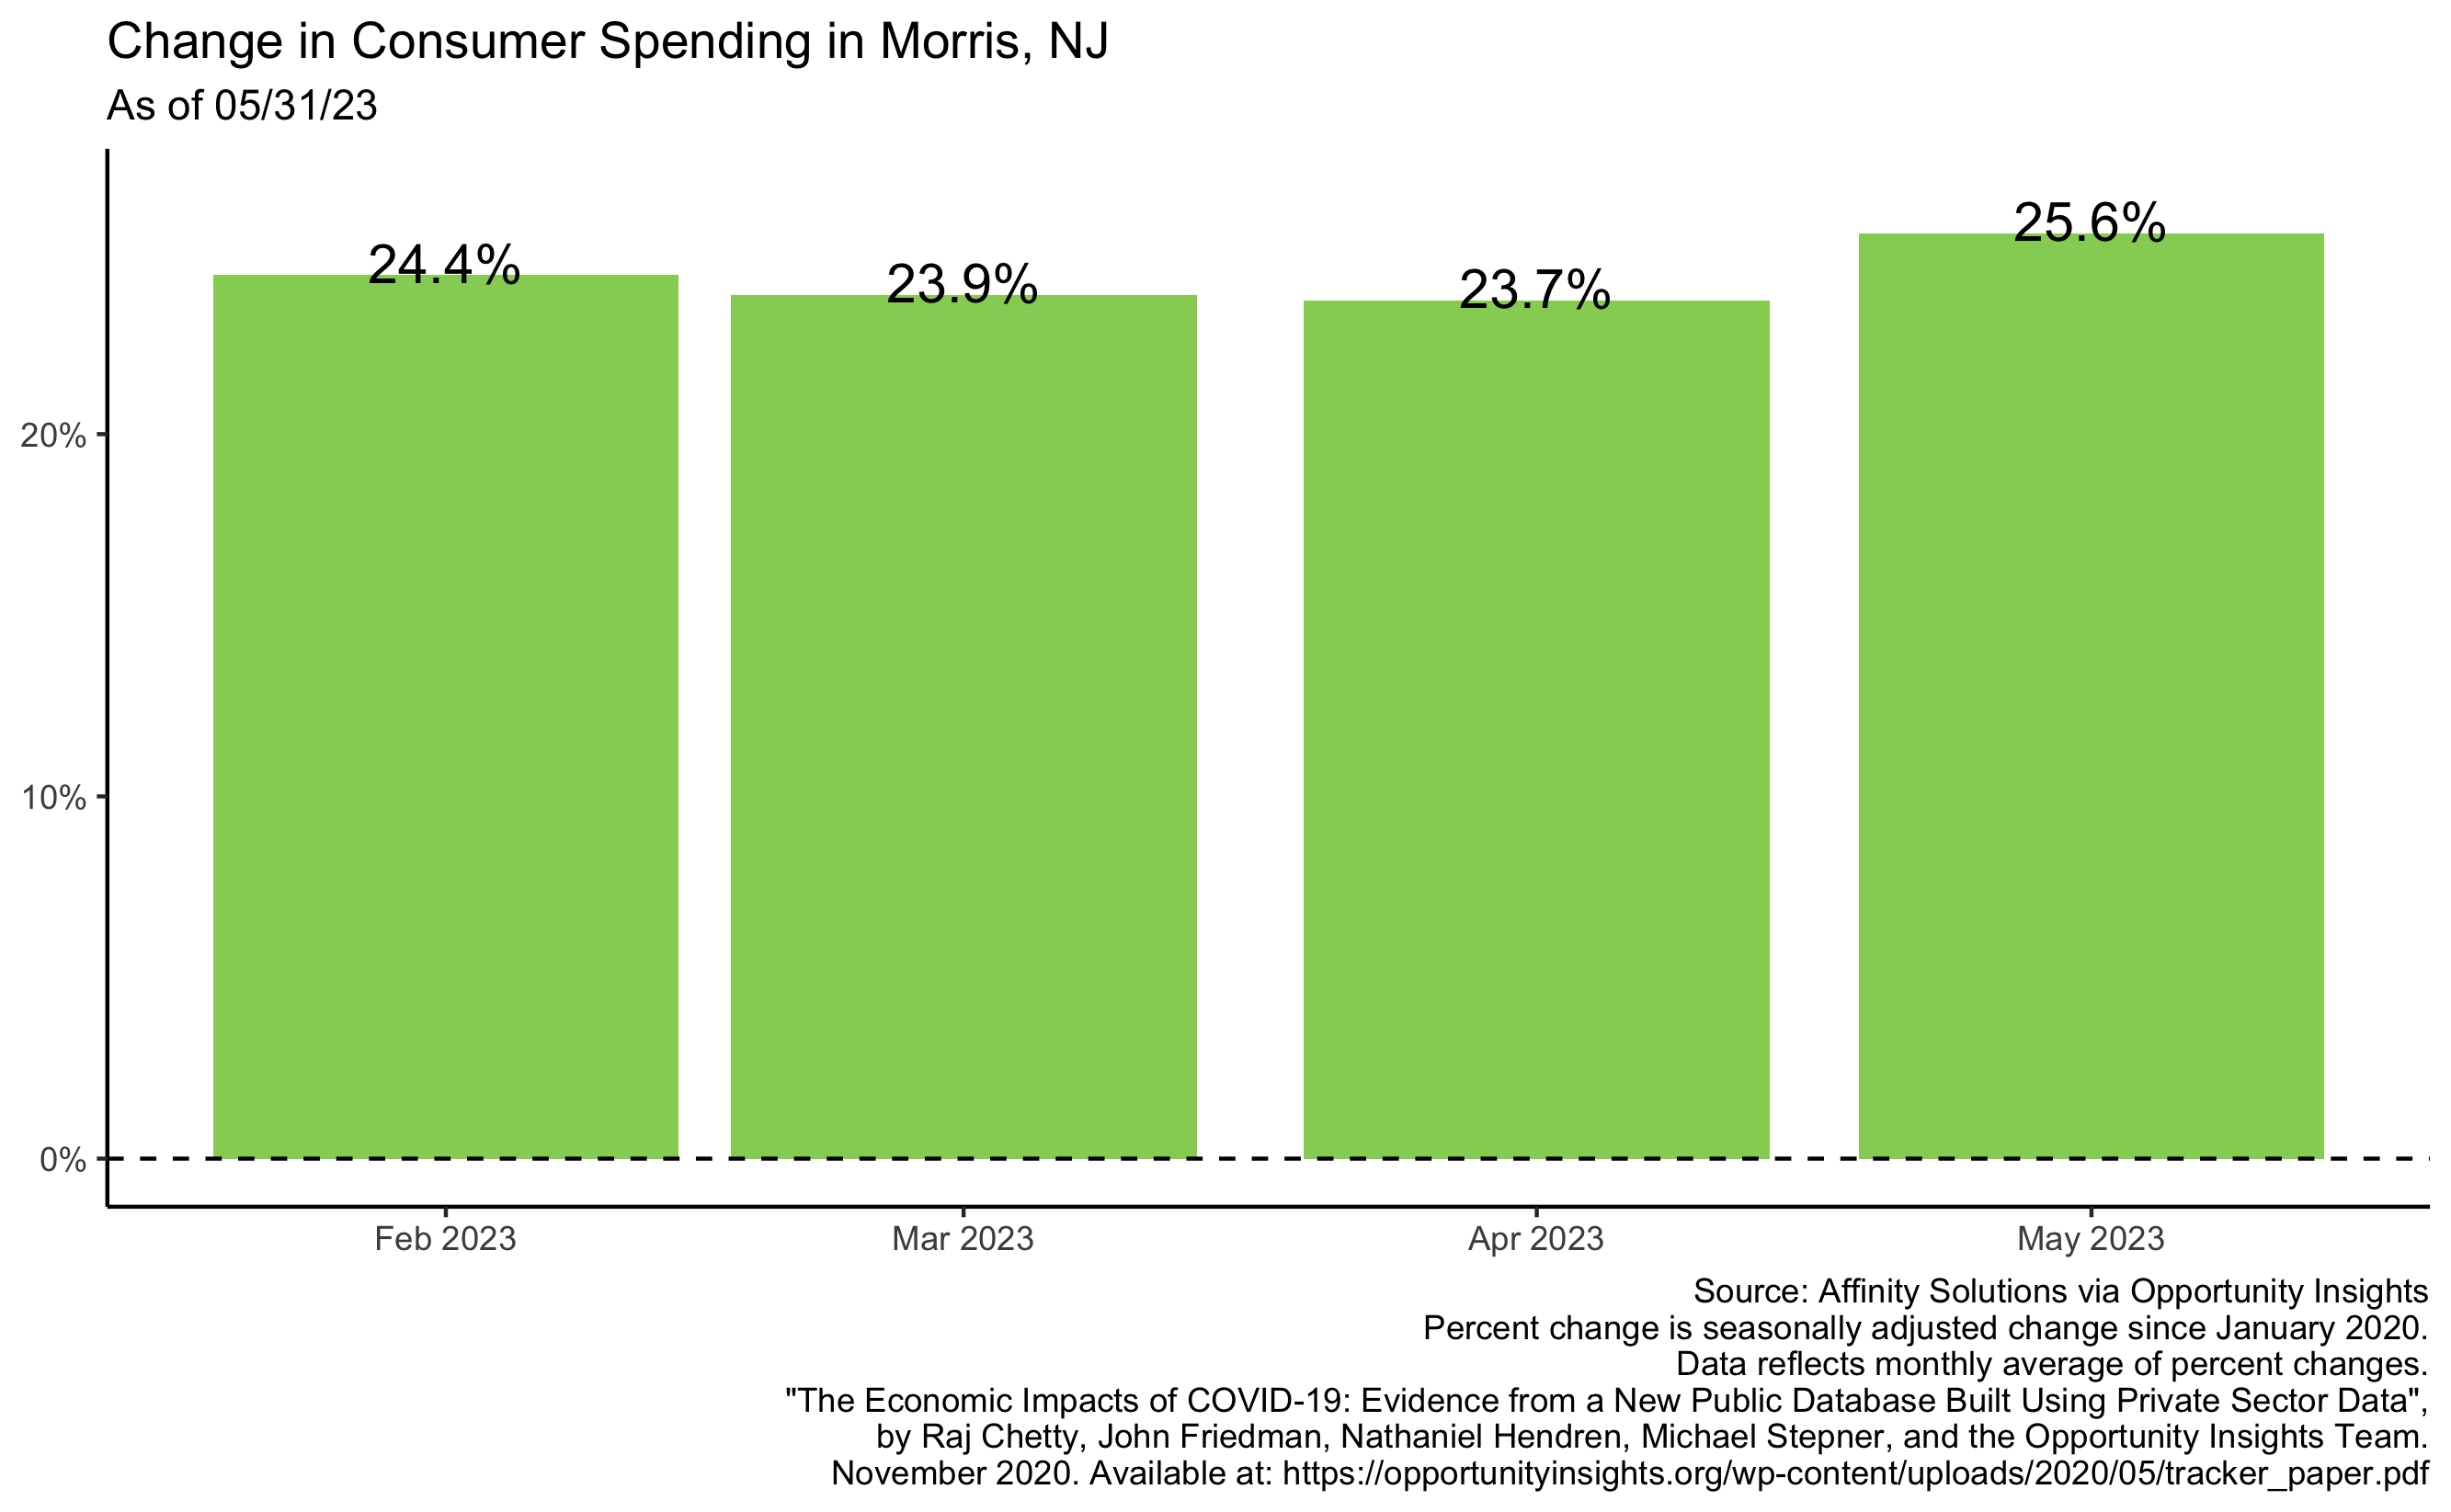 Change in Consumer Spending in Morris, NJ
As of 05/31/23
24.4%
23.9%
23.7%
25.6%
20%
10%
0%
Feb 2023
Mar 2023
Apr 2023
May 2023
Source: Affinity Solutions via Opportunity Insights
Percent change is seasonally adjusted change since January 2020.
Data reflects monthly average of percent changes.
"The Economic Impacts of COVID-19: Evidence from a New Public Database Built Using Private Sector Data",
by Raj Chetty, John Friedman, Nathaniel Hendren, Michael Stepner, and the Opportunity Insights Team.
November 2020. Available at: https://opportunityinsights.org/wp-content/uploads/2020/05/tracker_paper.pdf